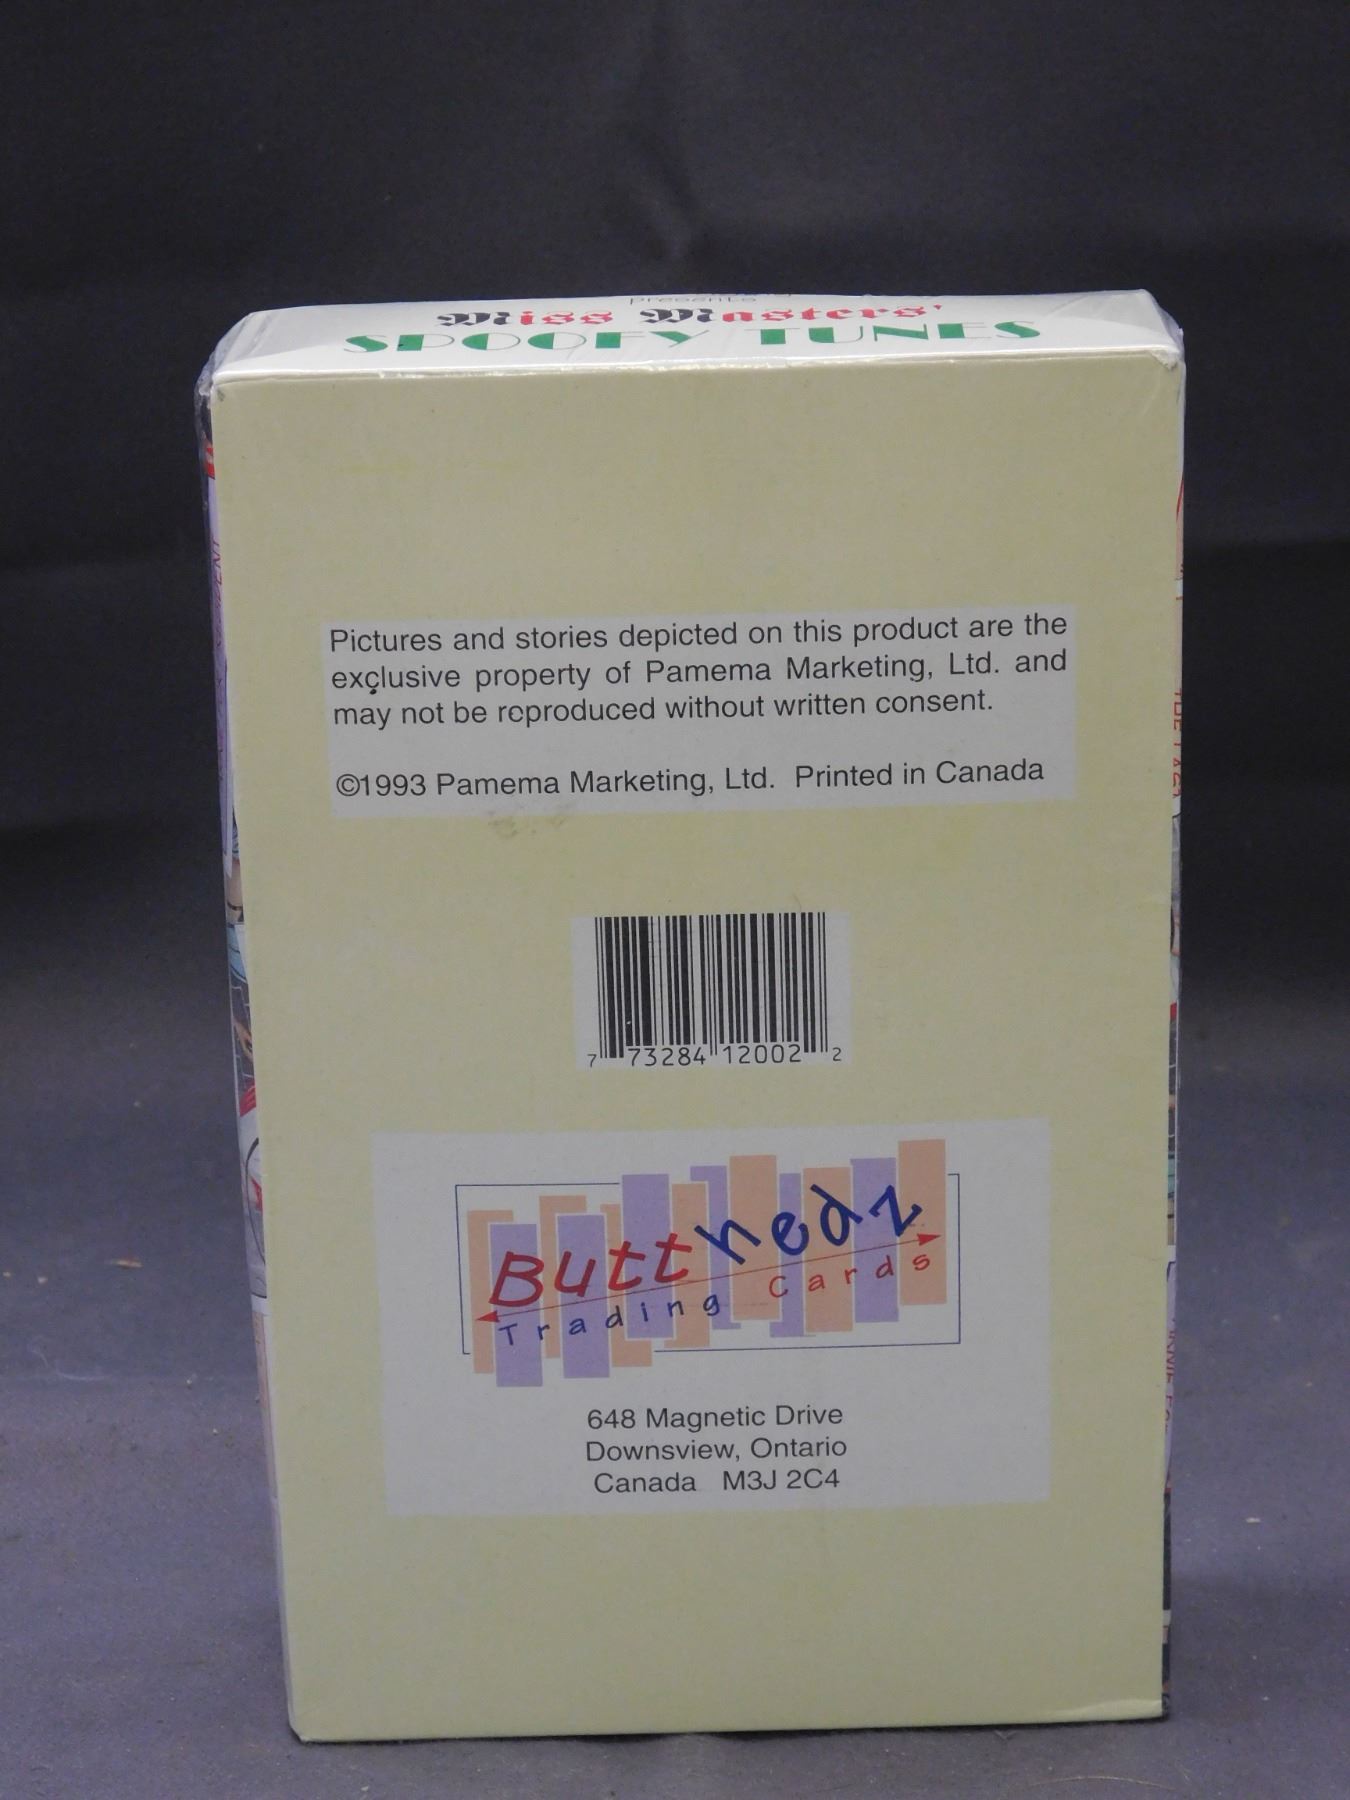 presents
Miss Masters'
SPOOFY TUNES
Pictures and stories depicted on this product are the
exclusive property of Pamema Marketing, Ltd. and
may not be reproduced without written consent.
©1993 Pamema Marketing, Ltd. Printed in Canada
7 73284 12002 2
Butthedz
Trading Cards
648 Magnetic Drive
Downsview, Ontario
Canada M3J 2C4